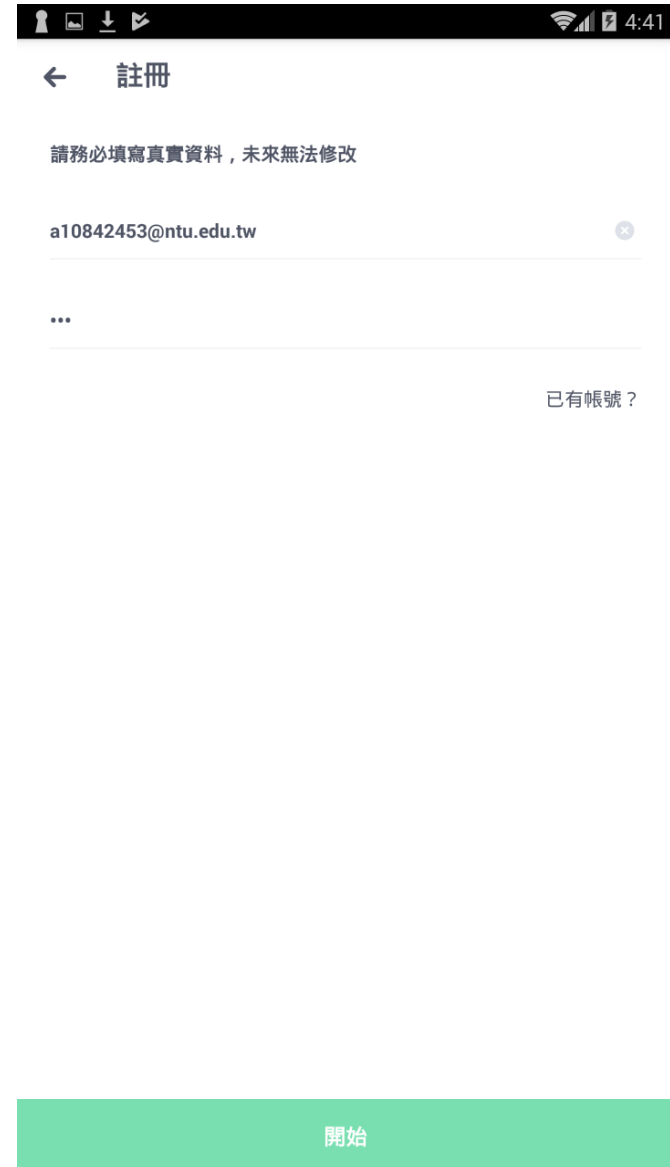 4:41
註冊
請務必填寫真實資料，未來無法修改
a10842453@ntu.edu.tw
•••
已有帳號？
開始